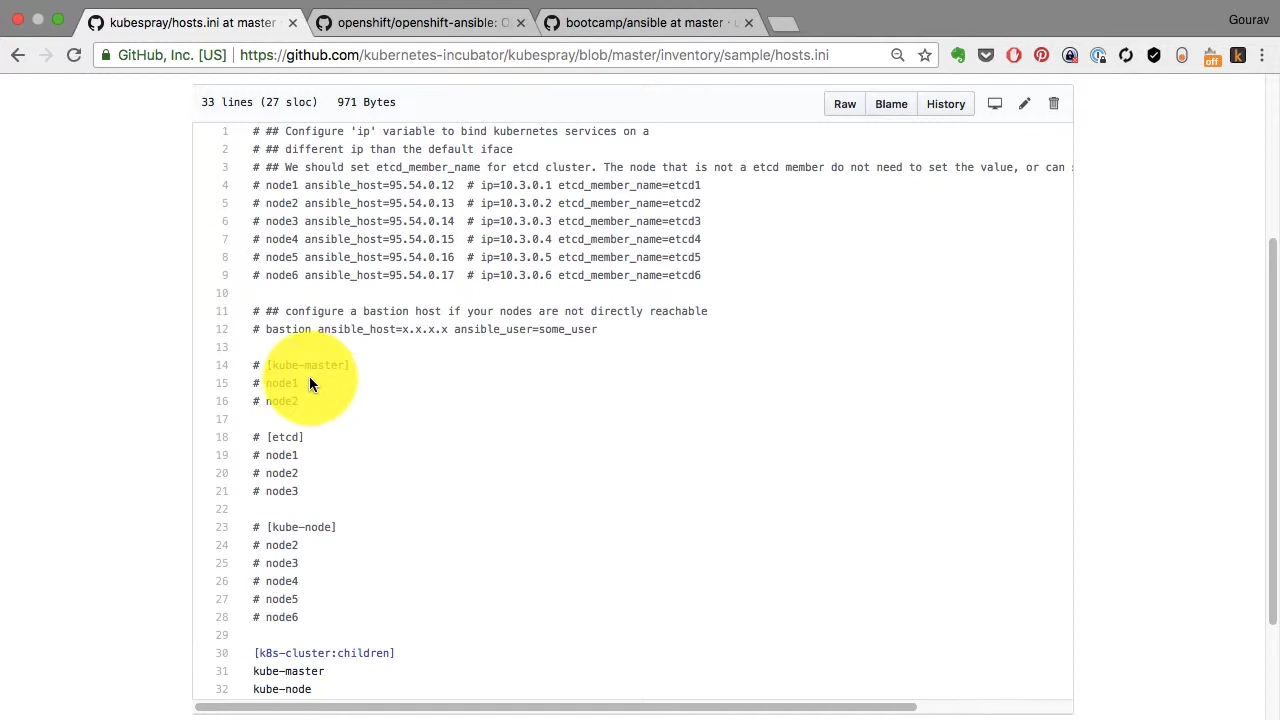 kubespray/hosts.ini at master
openshift/openshift-ansible: O
bootcamp/ansible at master ·
Gourav
GitHub, Inc. [US]
https://github.com/kubernetes-incubator/kubespray/blob/master/inventory/sample/hosts.ini
off
k
33 lines (27 sloc)
971 Bytes
Raw
Blame
History
1 # ## Configure 'ip' variable to bind kubernetes services on a
2 # ## different ip than the default iface
3 # ## We should set etcd_member_name for etcd cluster. The node that is not a etcd member do not need to set the value, or can
4 # node1 ansible_host=95.54.0.12 # ip=10.3.0.1 etcd_member_name=etcd1
5 # node2 ansible_host=95.54.0.13 # ip=10.3.0.2 etcd_member_name=etcd2
6 # node3 ansible_host=95.54.0.14 # ip=10.3.0.3 etcd_member_name=etcd3
7 # node4 ansible_host=95.54.0.15 # ip=10.3.0.4 etcd_member_name=etcd4
8 # node5 ansible_host=95.54.0.16 # ip=10.3.0.5 etcd_member_name=etcd5
9 # node6 ansible_host=95.54.0.17 # ip=10.3.0.6 etcd_member_name=etcd6
10
11 # ## configure a bastion host if your nodes are not directly reachable
12 # bastion ansible_host=x.x.x.x ansible_user=some_user
13
14 # [kube-master]
15 # node1
16 # node2
17
18 # [etcd]
19 # node1
20 # node2
21 # node3
22
23 # [kube-node]
24 # node2
25 # node3
26 # node4
27 # node5
28 # node6
29
30 [k8s-cluster:children]
31 kube-master
32 kube-node